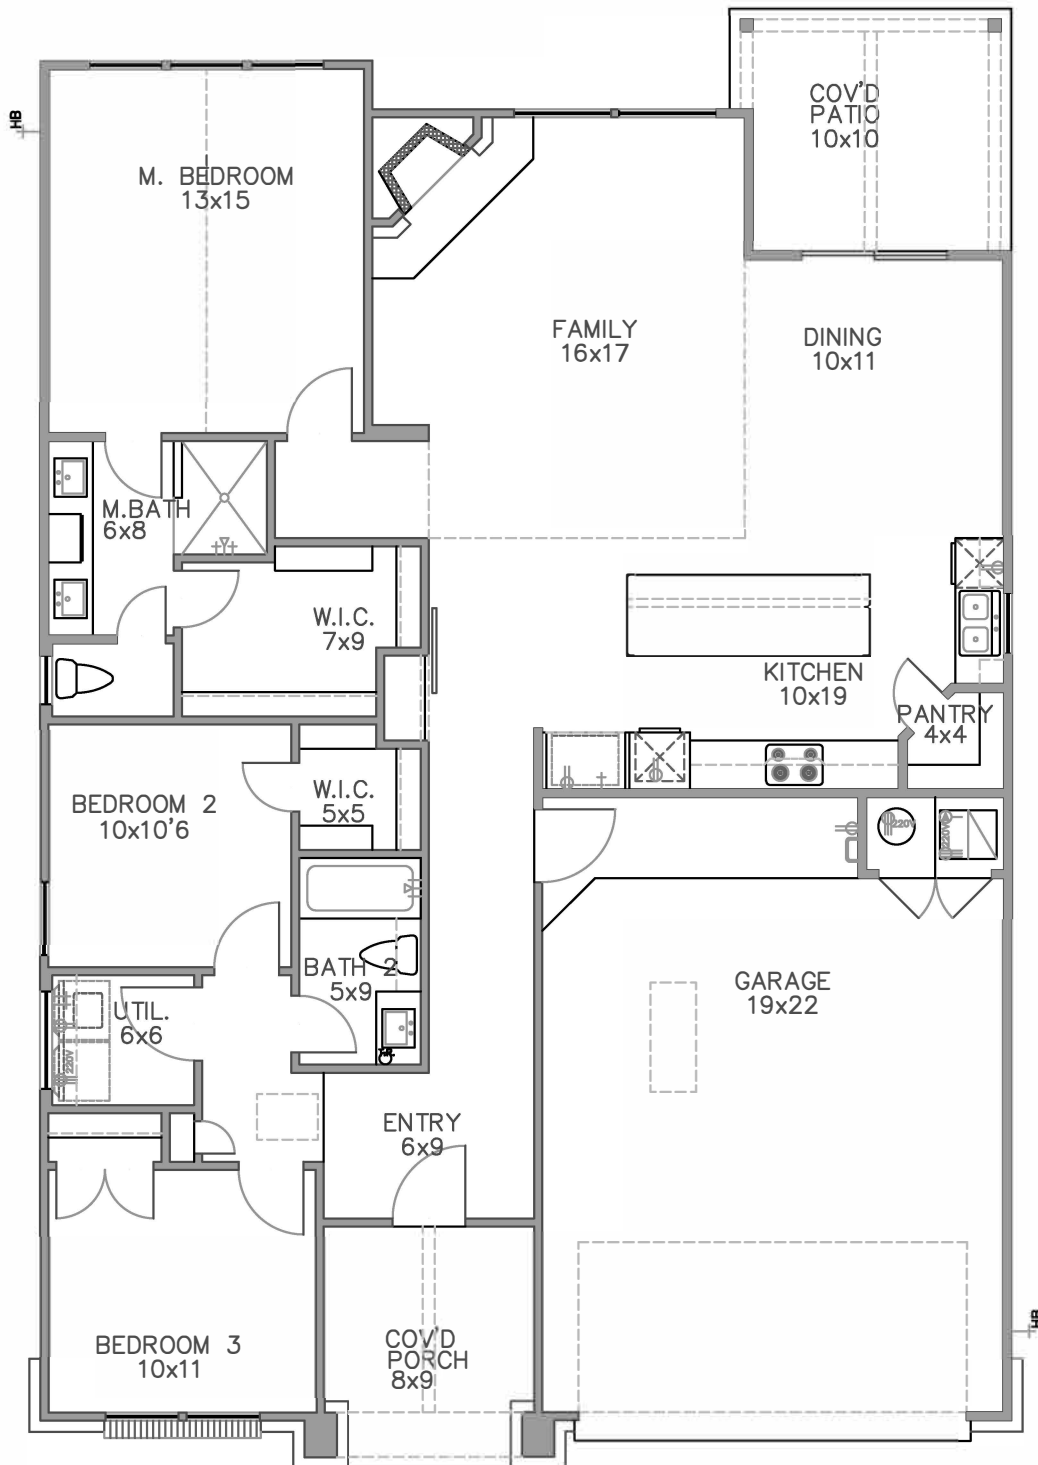 COV'D
PATIO
10x10
HB
M. BEDROOM
13x15
FAMILY
16x17
DINING
10x11
M.BATH
6x8
W.I.C.
7x9
KITCHEN
10x19
PANTRY
4x4
BEDROOM 2
10x10'6
W.I.C.
5x5
220V
220V
BATH 2
5x9
GARAGE
19x22
UTIL.
6x6
220V
ENTRY
6x9
BEDROOM 3
10x11
COV'D
PORCH
8x9
HB